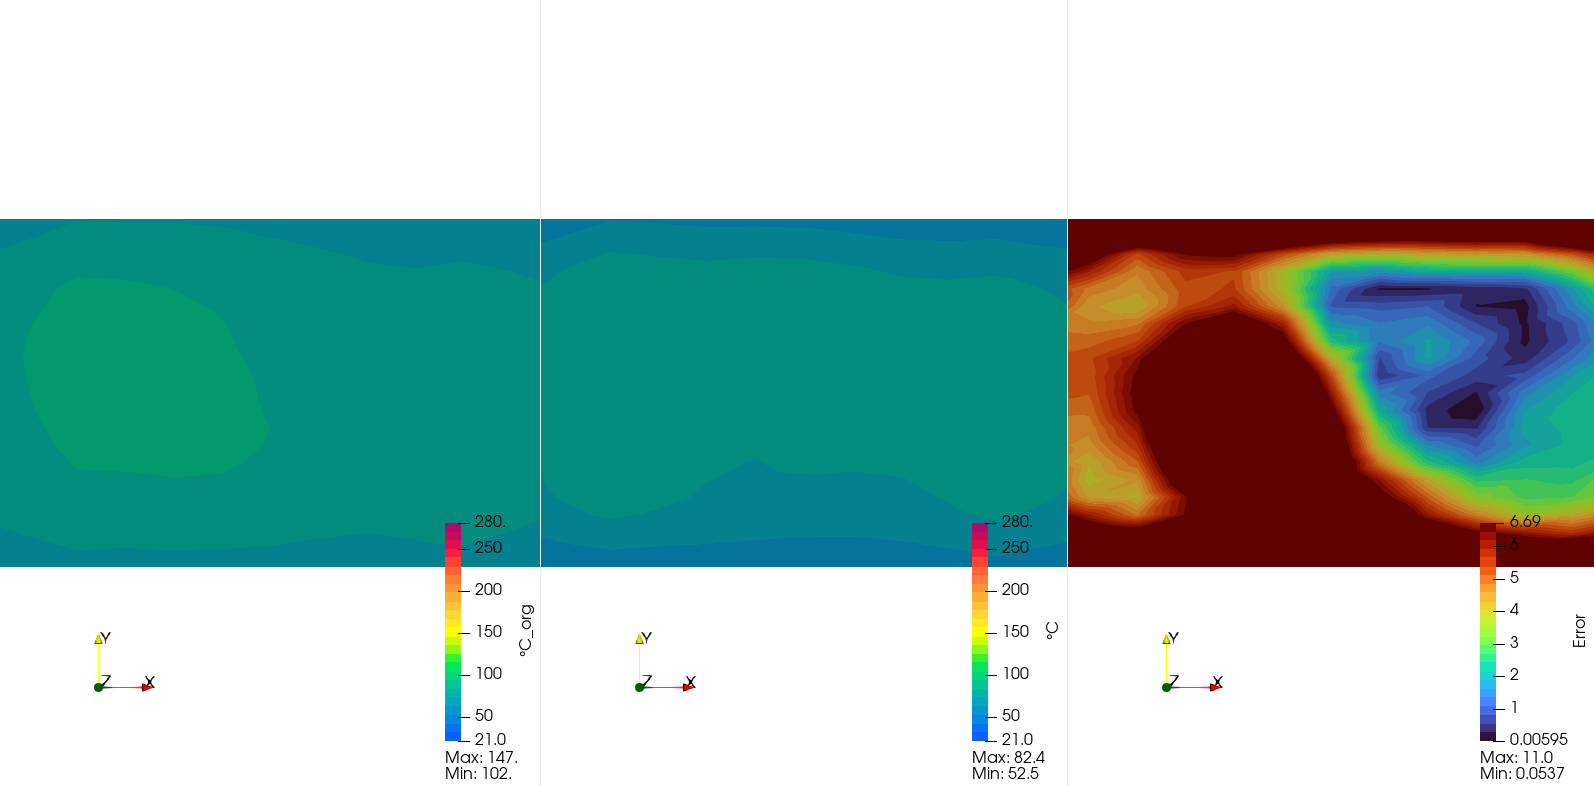 280.
250
200
150
100
50
21.0
°C_org
Max: 147.
Min: 102.
Y
Z
X
280.
250
200
150
100
50
21.0
°C
Max: 82.4
Min: 52.5
Y
Z
X
6.69
6
5
4
3
2
1
0.00595
Error
Max: 11.0
Min: 0.0537
Y
Z
X